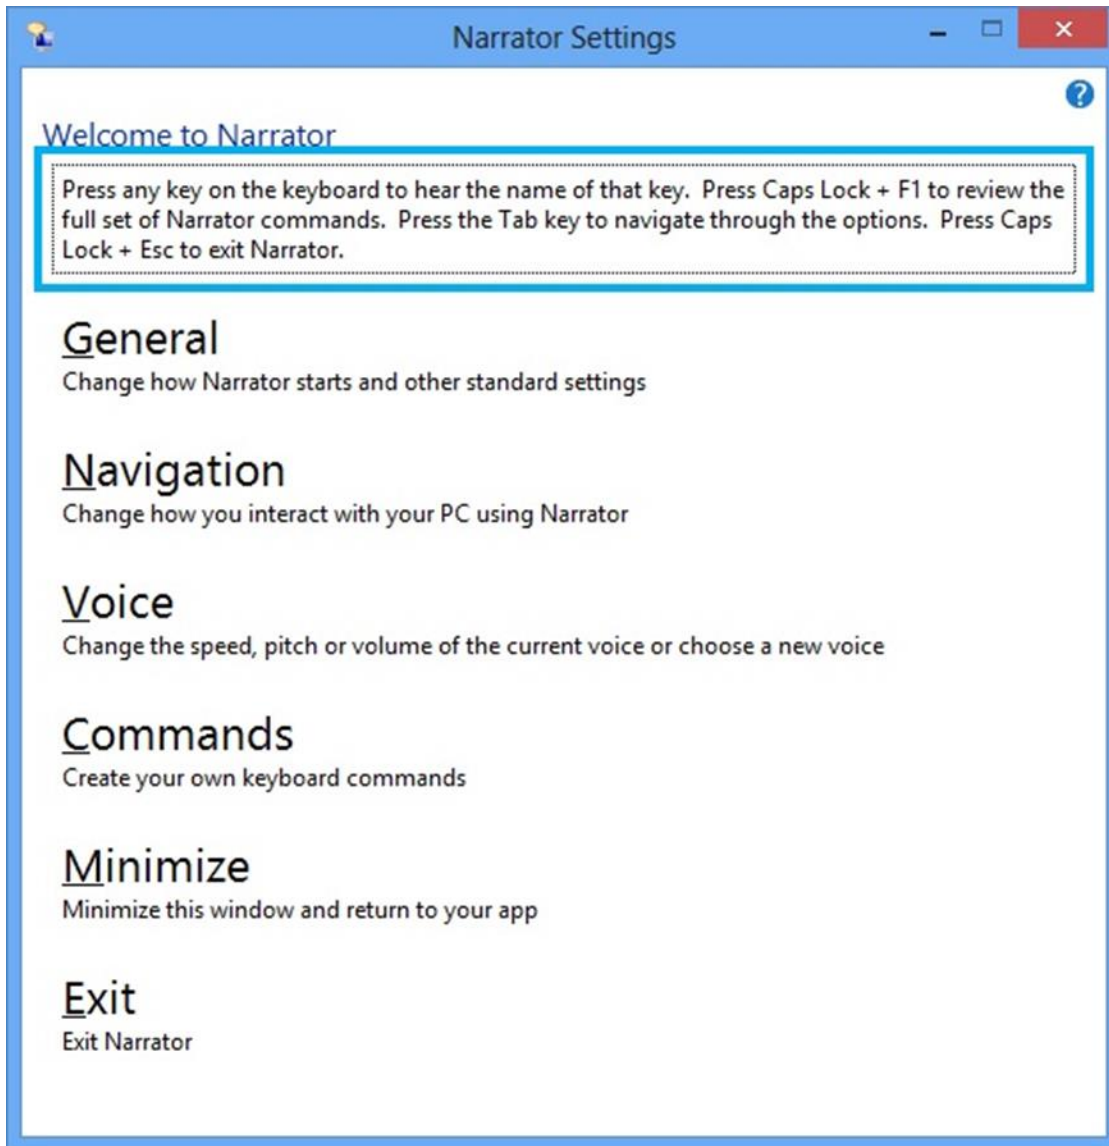 Narrator Settings
Welcome to Narrator
Press any key on the keyboard to hear the name of that key.  Press Caps Lock + F1 to review the
full set of Narrator commands.  Press the Tab key to navigate through the options.  Press Caps
Lock + Esc to exit Narrator.
General
Change how Narrator starts and other standard settings
Navigation
Change how you interact with your PC using Narrator
Voice
Change the speed, pitch or volume of the current voice or choose a new voice
Commands
Create your own keyboard commands
Minimize
Minimize this window and return to your app
Exit
Exit Narrator